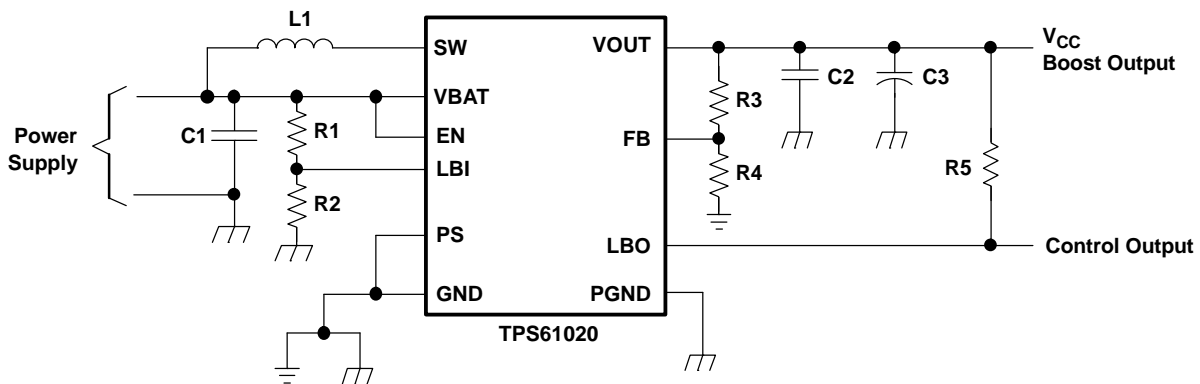 L1
SW
VOUT
VCC
Boost Output
C2
C3
VBAT
R3
Power
Supply
C1
R1
EN
FB
LBI
R4
R5
R2
PS
LBO
Control Output
GND
PGND
TPS61020